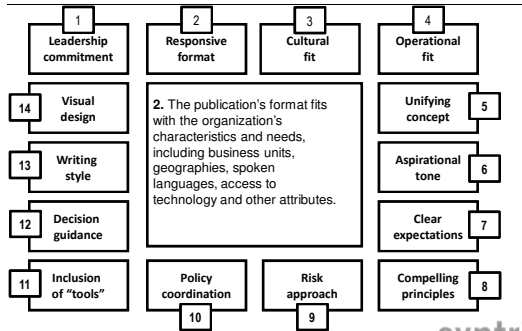 1
Leadership
commitment
2
Responsive
format
3
Cultural
fit
4
Operational
fit
14
Visual
design
2. The publication's format fits
with the organization's
characteristics and needs,
including business units,
geographies, spoken
languages, access to
technology and other attributes.
Unifying
concept
5
13
Writing
style
Aspirational
tone
6
12
Decision
guidance
Clear
expectations
7
11
Inclusion
of "tools"
Policy
coordination
10
Risk
approach
9
Compelling
principles
8